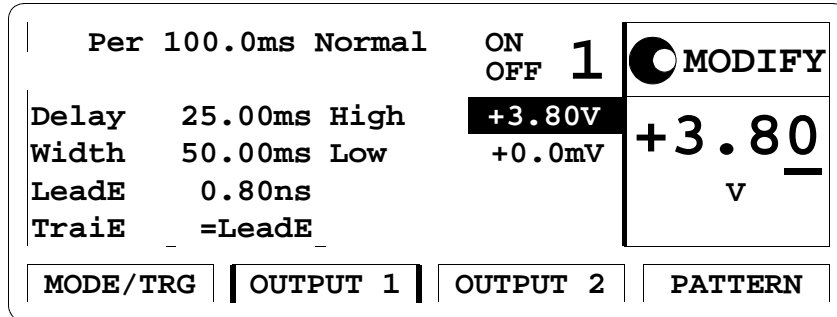 Per 100.0ms Normal ON OFF 1 MODIFY
Delay 25.00ms High +3.80V +3.80
Width 50.00ms Low +0.0mV
LeadE 0.80ns V
TraiE =LeadE
MODE/TRG OUTPUT 1 OUTPUT 2 PATTERN